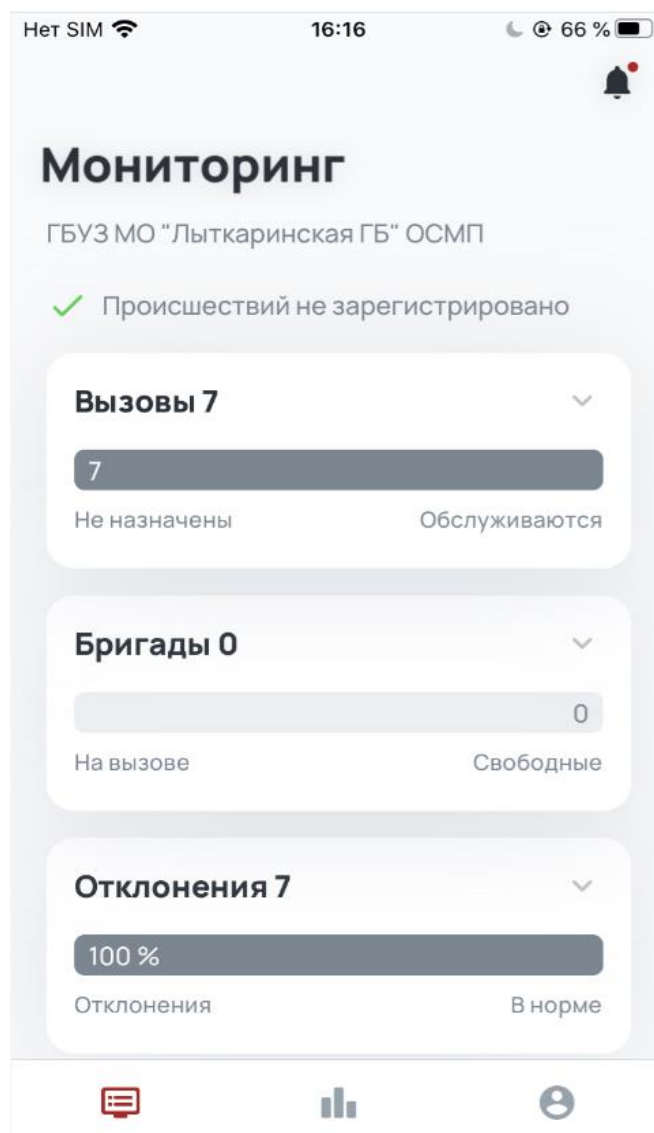 Нет SIM 16:16 66 %
Мониторинг
ГБУЗ МО "Лыткаринская ГБ" ОСМП
Происшествий не зарегистрировано
Вызовы 7
7
Не назначены Обслуживаются
Бригады 0
0
На вызове Свободные
Отклонения 7
100 %
Отклонения В норме